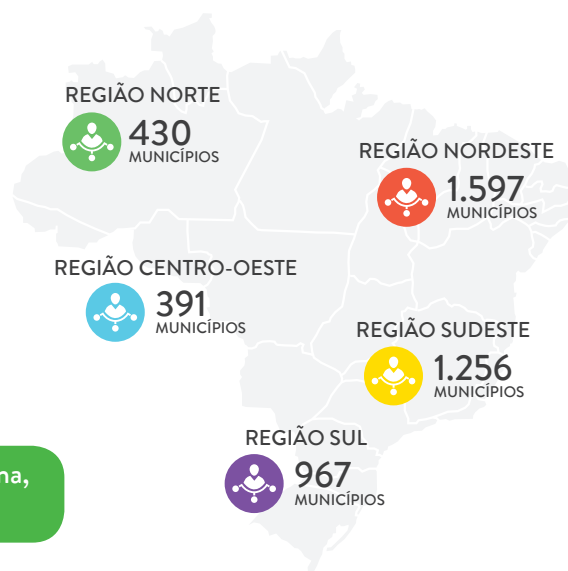 REGIÃO NORTE
430
MUNICÍPIOS
REGIÃO NORDESTE
1.597
MUNICÍPIOS
REGIÃO CENTRO-OESTE
391
MUNICÍPIOS
REGIÃO SUDESTE
1.256
MUNICÍPIOS
REGIÃO SUL
967
MUNICÍPIOS